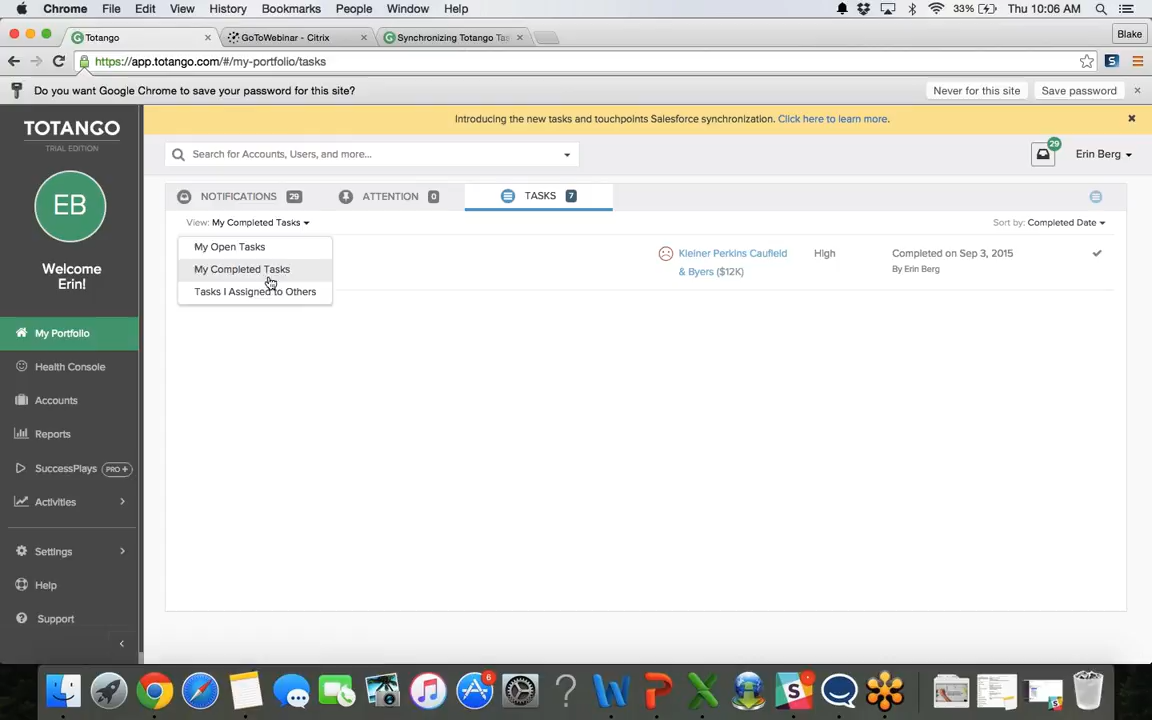 Chrome File Edit View History Bookmarks People Window Help 33% Thu 10:06 AM
Totango GoToWebinar - Citrix Synchronizing Totango Tas Blake
https://app.totango.com/#/my-portfolio/tasks
Do you want Google Chrome to save your password for this site? Never for this site Save password
TOTANGO
TRIAL EDITION
Introducing the new tasks and touchpoints Salesforce synchronization. Click here to learn more.
Search for Accounts, Users, and more... 29 Erin Berg
EB
Welcome
Erin!
NOTIFICATIONS 29 ATTENTION 0 TASKS 7
View: My Completed Tasks Sort by: Completed Date
My Open Tasks
My Completed Tasks
Tasks I Assigned to Others
Kleiner Perkins Caufield High Completed on Sep 3, 2015
& Byers ($12K) By Erin Berg
My Portfolio
Health Console
Accounts
Reports
SuccessPlays PRO+
Activities
Settings
Help
Support
6